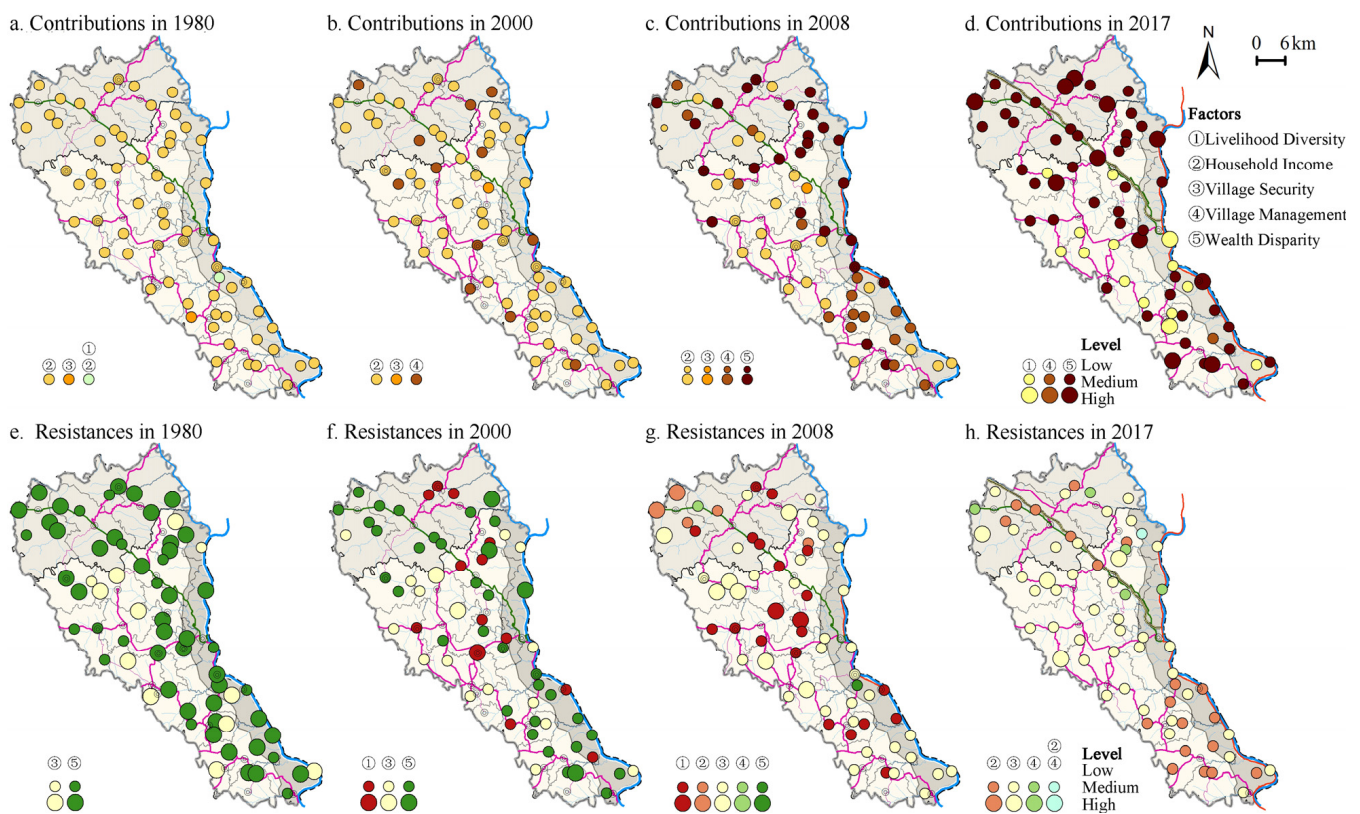 a. Contributions in 1980
b. Contributions in 2000
c. Contributions in 2008
d. Contributions in 2017
N
0 6 km
Factors
①Livelihood Diversity
②Household Income
③Village Security
④Village Management
⑤Wealth Disparity
①
② ③ ②
② ③ ④
② ③ ④ ⑤
Level
① ④ ⑤ Low
Medium
High
e. Resistances in 1980
f. Resistances in 2000
g. Resistances in 2008
h. Resistances in 2017
③ ⑤
① ③ ⑤
① ② ③ ④ ⑤
②
② ③ ④ ④
Level
Low
Medium
High